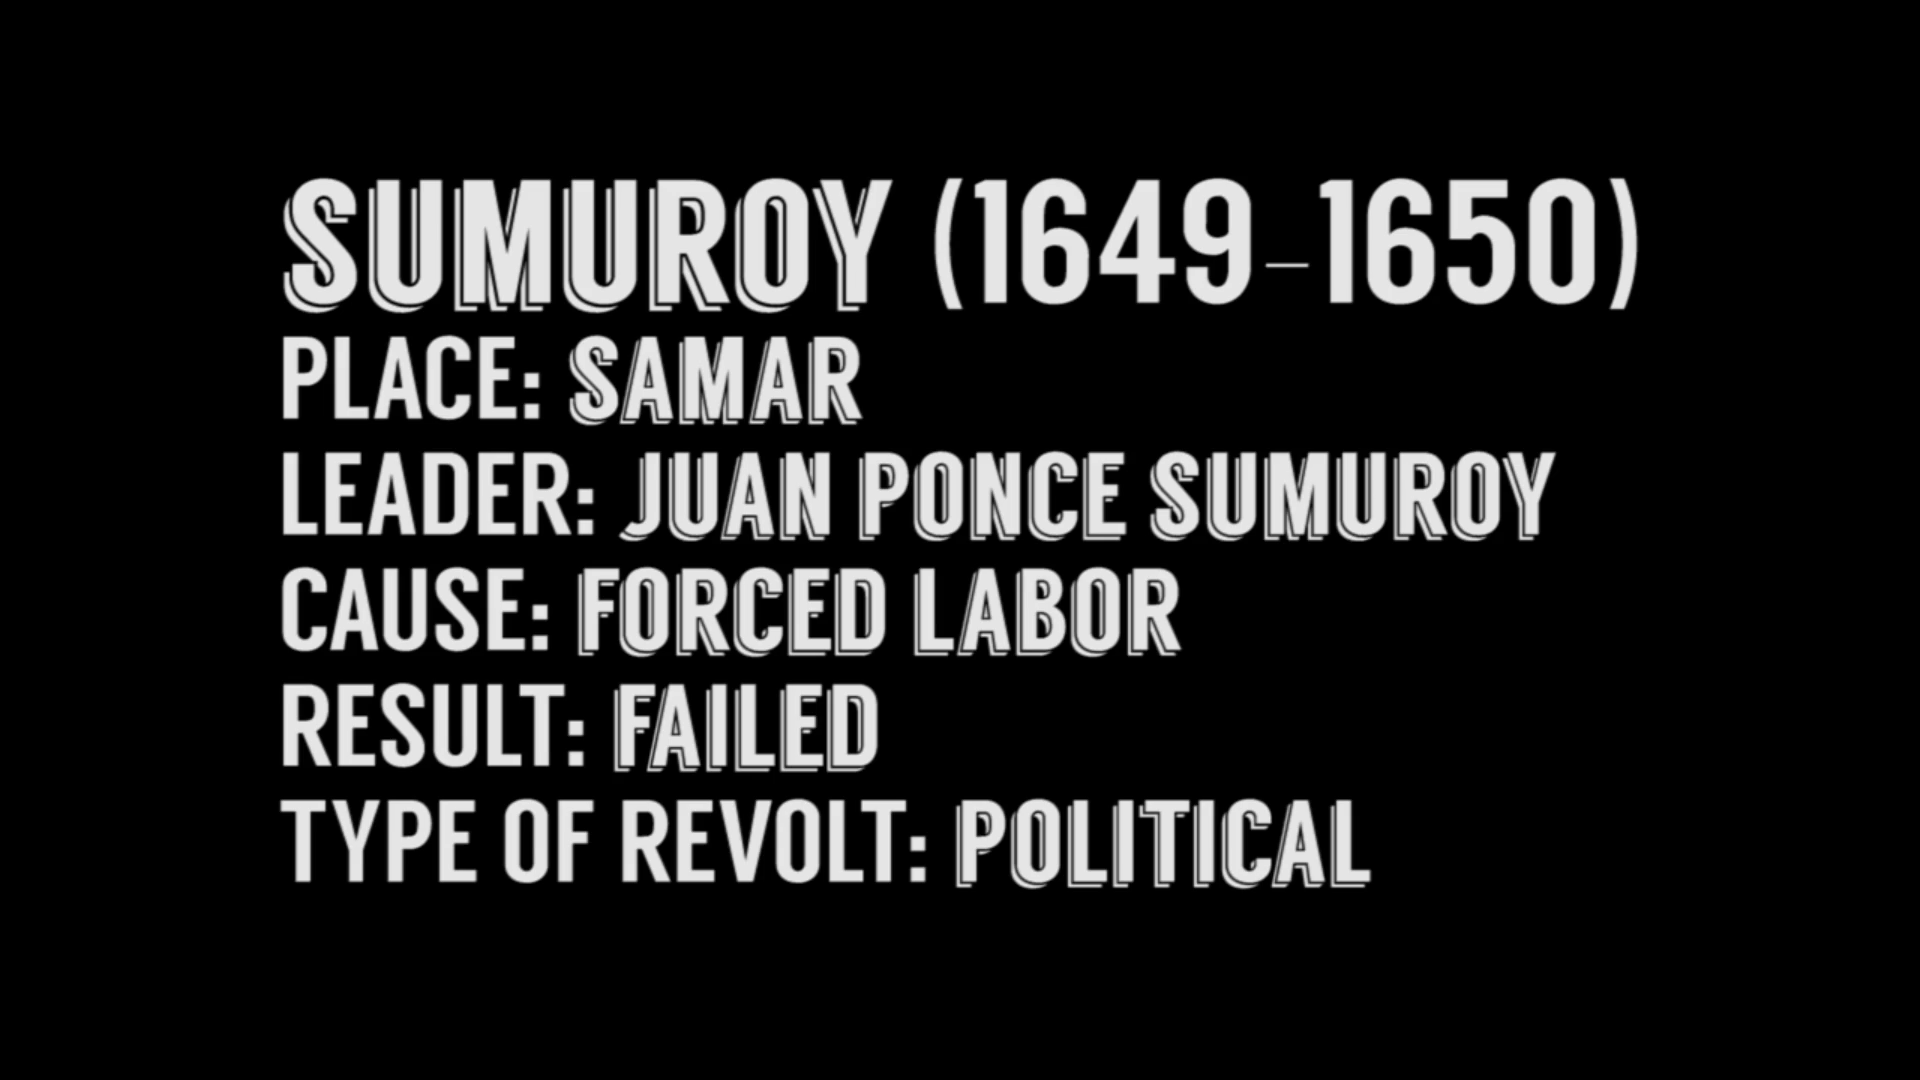 SUMUROY (1649–1650)
PLACE: SAMAR
LEADER: JUAN PONCE SUMUROY
CAUSE: FORCED LABOR
RESULT: FAILED
TYPE OF REVOLT: POLITICAL